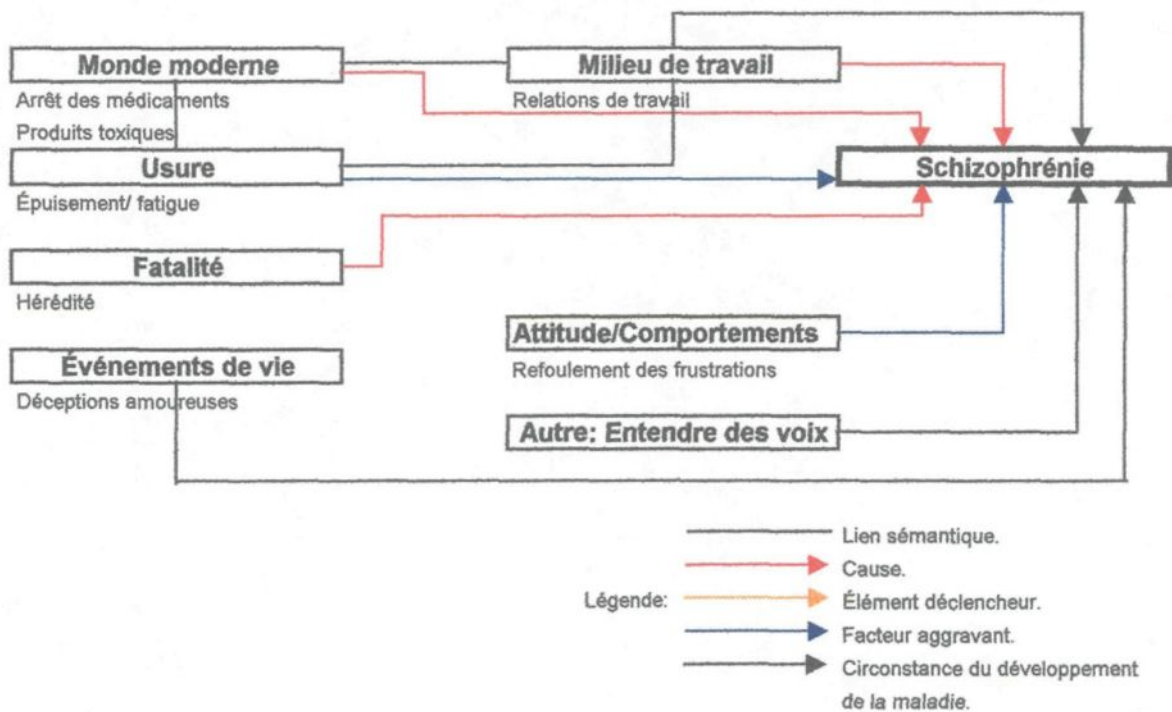 Monde moderne
Arrêt des médicaments
Produits toxiques
Milieu de travail
Relations de travail
Usure
Épuisement/ fatigue
Schizophrénie
Fatalité
Hérédité
Attitude/Comportements
Refoulement des frustrations
Événements de vie
Déceptions amoureuses
Autre: Entendre des voix
Légende:
Lien sémantique.
Cause.
Élément déclencheur.
Facteur aggravant.
Circonstance du développement
de la maladie.